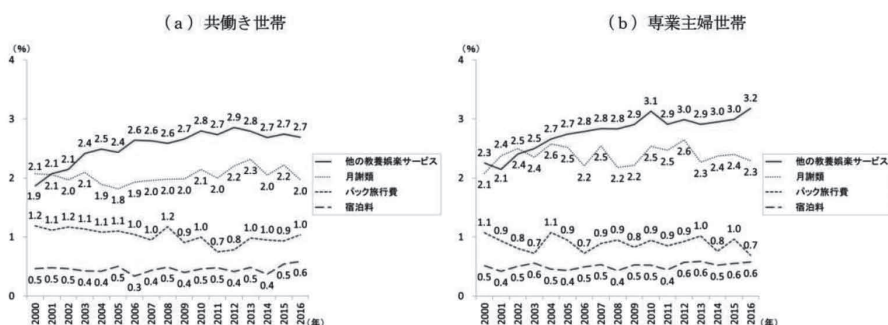 (a) 共働き世帯
(%)
4
3
2
1
0
1.9 2.1 2.1 2.4 2.5 2.4 2.6 2.6 2.6 2.7 2.8 2.7 2.9 2.8 2.7 2.7 2.7
2.1 2.1 2.0 2.1 1.9 1.8 1.9 2.0 2.0 2.0 2.1 2.0 2.2 2.3 2.0 2.2 2.0
1.2 1.1 1.2 1.1 1.1 1.1 1.0 1.0 1.2 0.9 1.0 0.7 0.8 1.0 1.0 0.9 1.0
0.5 0.5 0.5 0.4 0.4 0.5 0.3 0.4 0.5 0.4 0.5 0.5 0.4 0.5 0.4 0.5 0.6
2000 2001 2002 2003 2004 2005 2006 2007 2008 2009 2010 2011 2012 2013 2014 2015 2016 (年)
他の教養娯楽サービス
月謝類
パック旅行費
宿泊料
(b) 専業主婦世帯
(%)
4
3
2
1
0
2.3 2.1 2.4 2.5 2.6 2.7 2.8 2.8 2.8 2.9 3.1 2.9 3.0 2.9 3.0 3.0 3.2
2.1 2.4 2.5 2.4 2.6 2.5 2.2 2.5 2.2 2.2 2.5 2.4 2.6 2.3 2.4 2.4 2.3
1.1 0.9 0.8 0.7 1.1 0.9 0.7 0.9 0.9 0.8 0.9 0.9 0.9 1.0 0.8 1.0 0.7
0.5 0.4 0.5 0.6 0.5 0.4 0.5 0.5 0.4 0.5 0.5 0.4 0.6 0.6 0.5 0.6 0.6
2000 2001 2002 2003 2004 2005 2006 2007 2008 2009 2010 2011 2012 2013 2014 2015 2016 (年)
他の教養娯楽サービス
月謝類
パック旅行費
宿泊料